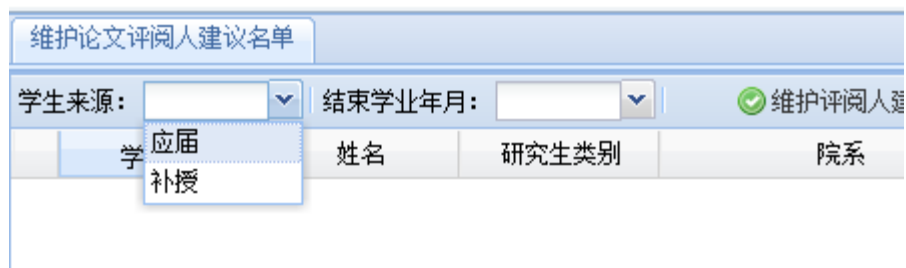 维护论文评阅人建议名单
学生来源： 结束学业年月： 维护评阅人
学 姓名 研究生类别 院系
应届
补授